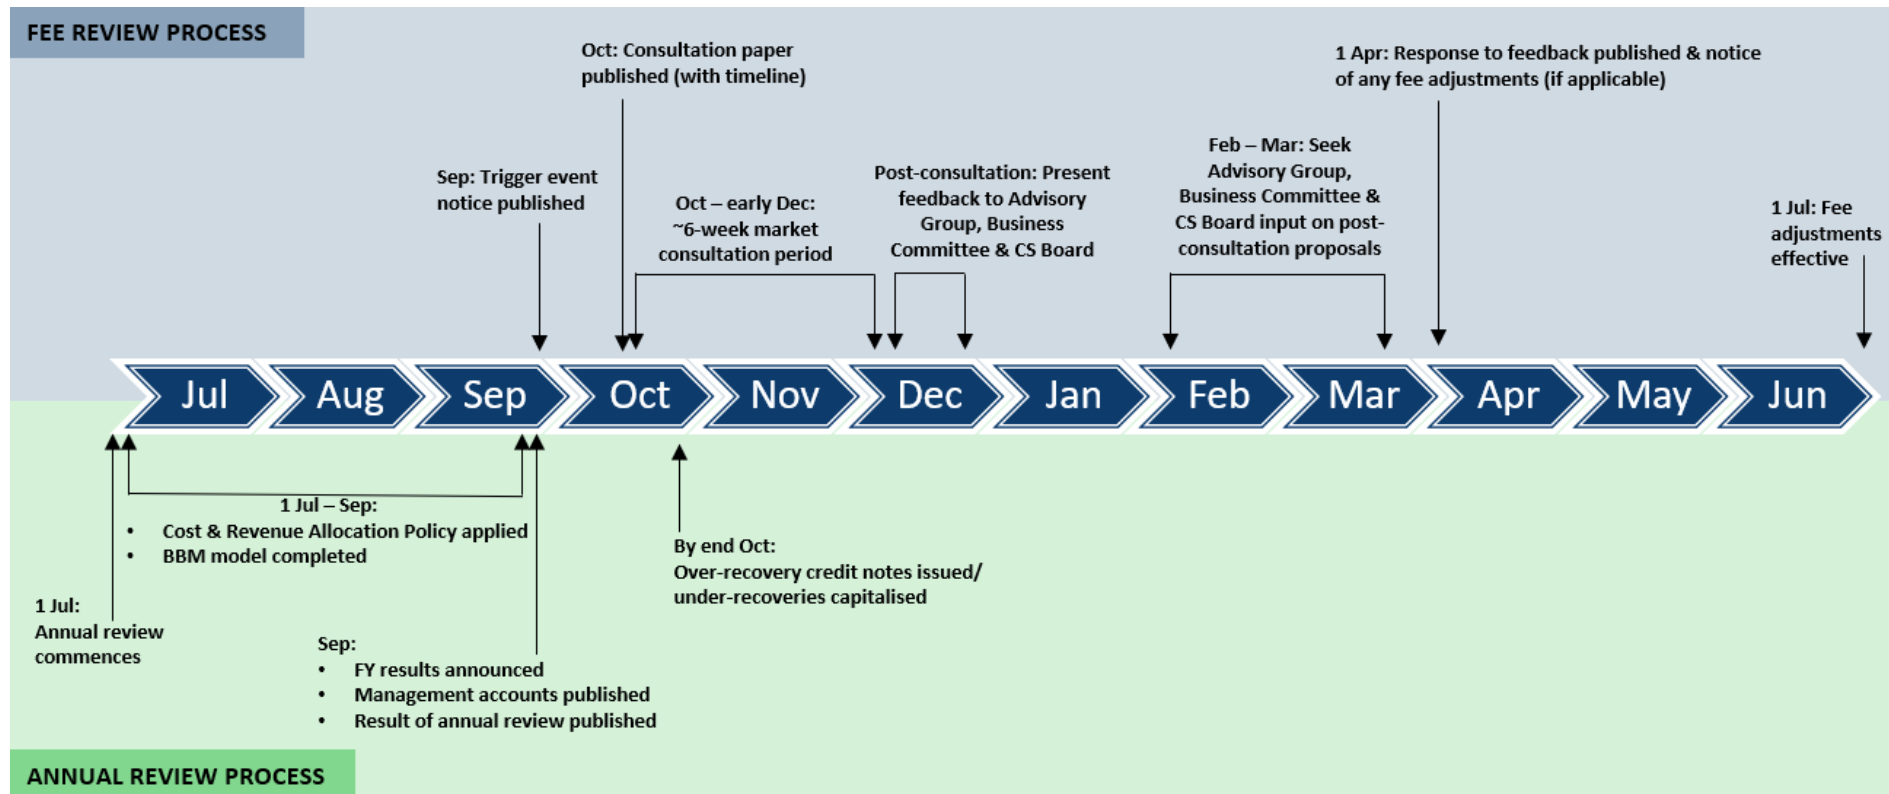 FEE REVIEW PROCESS
Oct: Consultation paper
published (with timeline)
1 Apr: Response to feedback published & notice
of any fee adjustments (if applicable)
Sep: Trigger event
notice published
Oct – early Dec:
~6-week market
consultation period
Post-consultation: Present
feedback to Advisory
Group, Business
Committee & CS Board
Feb – Mar: Seek
Advisory Group,
Business Committee &
CS Board input on post-
consultation proposals
1 Jul: Fee
adjustments
effective
Jul
Aug
Sep
Oct
Nov
Dec
Jan
Feb
Mar
Apr
May
Jun
1 Jul – Sep:
• Cost & Revenue Allocation Policy applied
• BBM model completed
By end Oct:
Over-recovery credit notes issued/
under-recoveries capitalised
1 Jul:
Annual review
commences
Sep:
• FY results announced
• Management accounts published
• Result of annual review published
ANNUAL REVIEW PROCESS